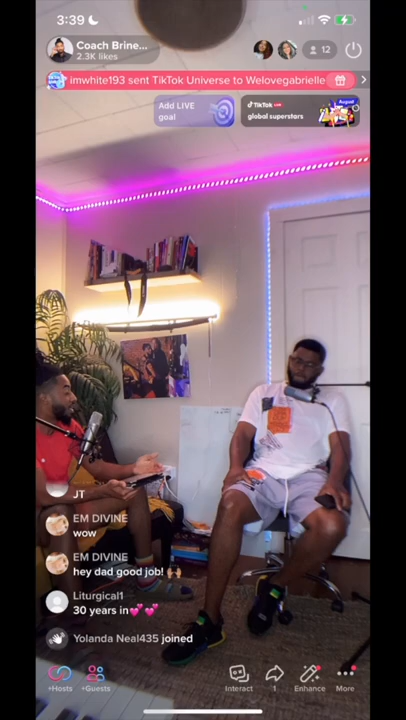 3:39
Coach Brine...
2.3K likes
12
imwhite193 sent TikTok Universe to Welovegabrielle
Add LIVE
goal
TikTok LIVE
global superstars
August
JT
EM DIVINE
wow
EM DIVINE
hey dad good job! 🙌🏼
Liturgical1
30 years in💕💕
Yolanda Neal435 joined
+Hosts
+Guests
Interact
1
Enhance
More